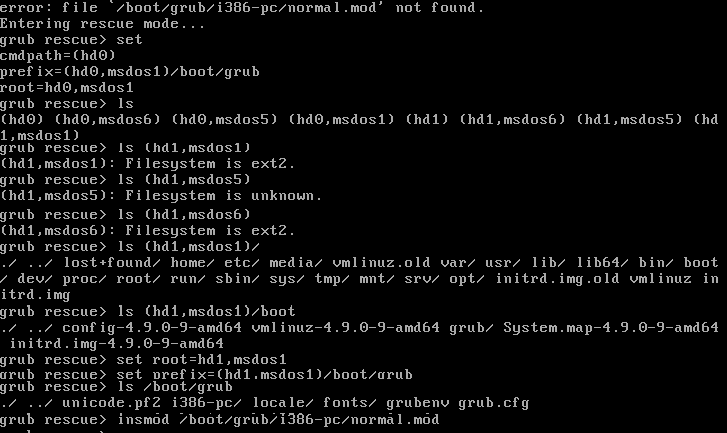 error: file `/boot/grub/i386-pc/normal.mod' not found.
Entering rescue mode...
grub rescue> set
cmdpath=(hd0)
prefix=(hd0,msdos1)/boot/grub
root=hd0,msdos1
grub rescue> ls
(hd0) (hd0,msdos6) (hd0,msdos5) (hd0,msdos1) (hd1) (hd1,msdos6) (hd1,msdos5) (hd
1,msdos1)
grub rescue> ls (hd1,msdos1)
(hd1,msdos1): Filesystem is ext2.
grub rescue> ls (hd1,msdos5)
(hd1,msdos5): Filesystem is unknown.
grub rescue> ls (hd1,msdos6)
(hd1,msdos6): Filesystem is ext2.
grub rescue> ls (hd1,msdos1)/
./ ../ lost+found/ home/ etc/ media/ vmlinuz.old var/ usr/ lib/ lib64/ bin/ boot
/ dev/ proc/ root/ run/ sbin/ sys/ tmp/ mnt/ srv/ opt/ initrd.img.old vmlinuz in
itrd.img
grub rescue> ls (hd1,msdos1)/boot
./ ../ config-4.9.0-9-amd64 vmlinuz-4.9.0-9-amd64 grub/ System.map-4.9.0-9-amd64
initrd.img-4.9.0-9-amd64
grub rescue> set root=hd1,msdos1
grub rescue> set prefix=(hd1,msdos1)/boot/grub
grub rescue> ls /boot/grub
./ ../ unicode.pf2 i386-pc/ locale/ fonts/ grubenv grub.cfg
grub rescue> insmod /boot/grub/i386-pc/normal.mod
grub rescue>